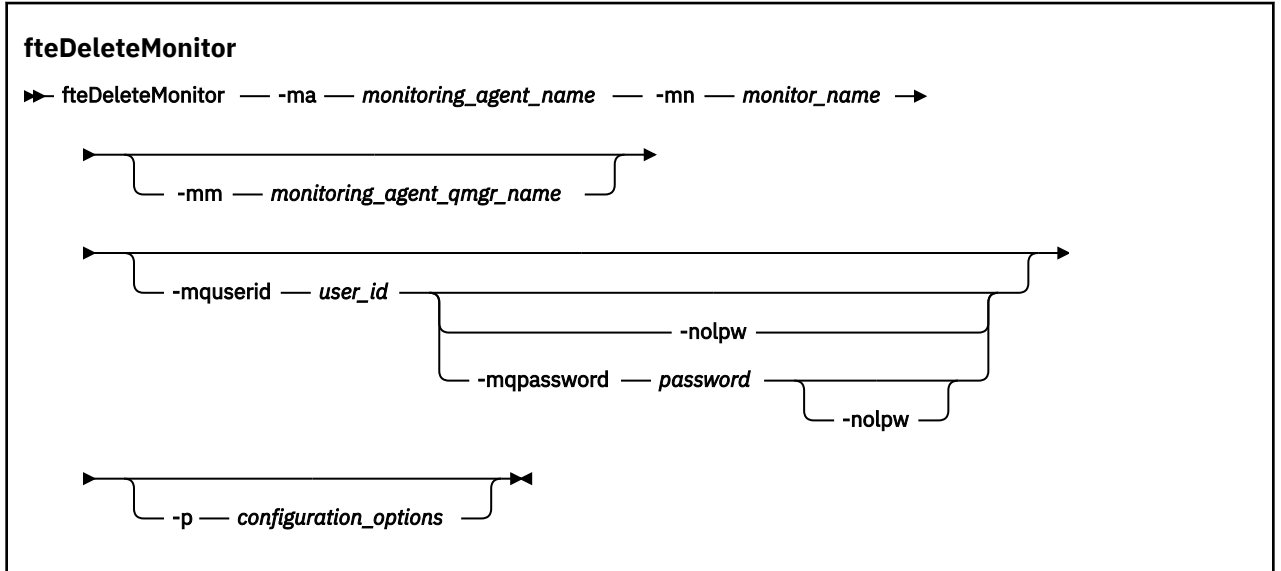 fteDeleteMonitor
fteDeleteMonitor -ma monitoring_agent_name -mn monitor_name
-mm monitoring_agent_qmgr_name
-mquserid user_id
-nolpw
-mqpassword password
-nolpw
-p configuration_options